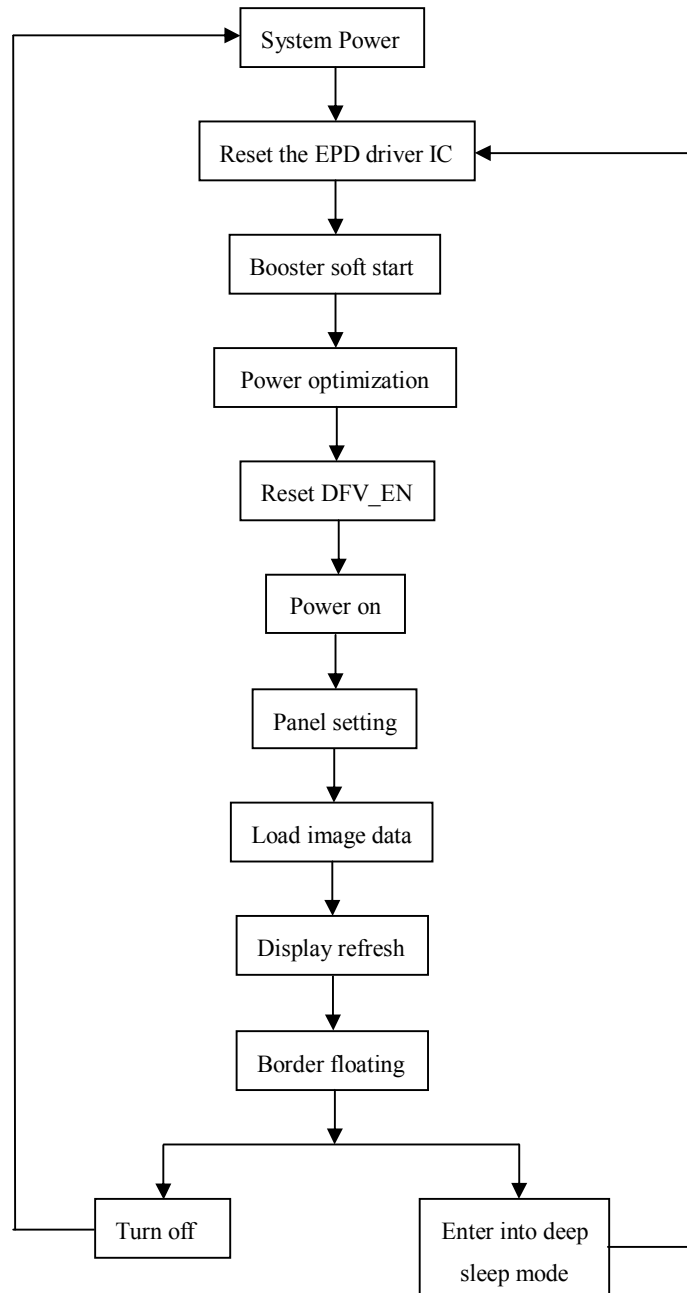 System Power
Reset the EPD driver IC
Booster soft start
Power optimization
Reset DFV_EN
Power on
Panel setting
Load image data
Display refresh
Border floating
Turn off
Enter into deep
sleep mode